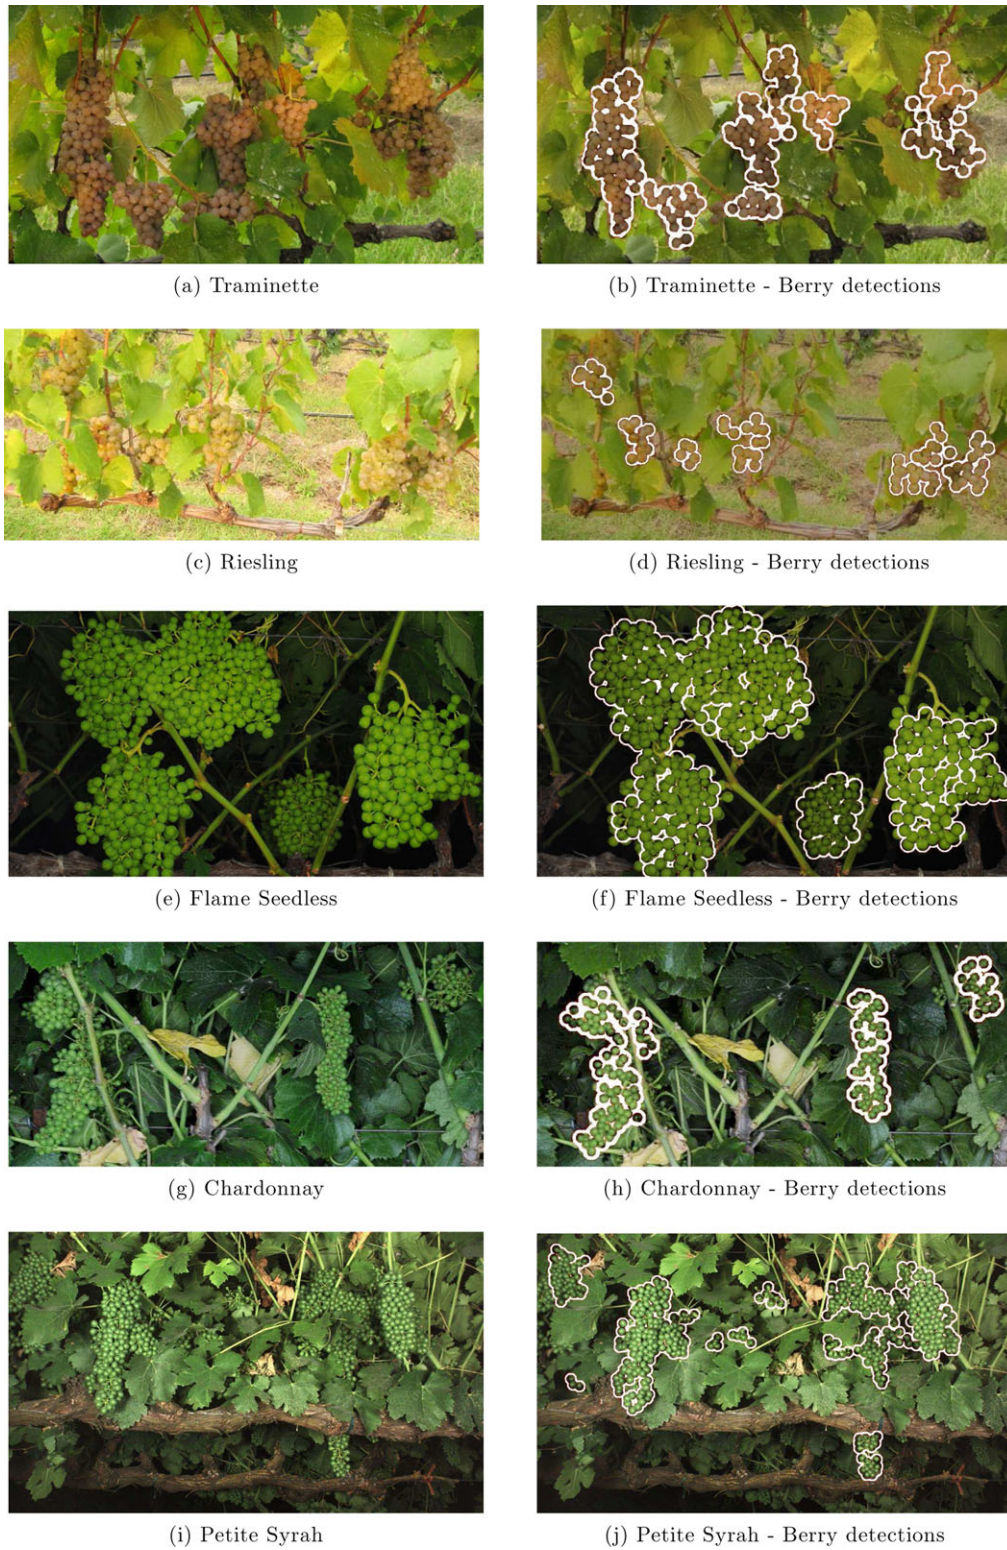 (a) Traminette
(b) Traminette - Berry detections
(c) Riesling
(d) Riesling - Berry detections
(e) Flame Seedless
(f) Flame Seedless - Berry detections
(g) Chardonnay
(h) Chardonnay - Berry detections
(i) Petite Syrah
(j) Petite Syrah - Berry detections